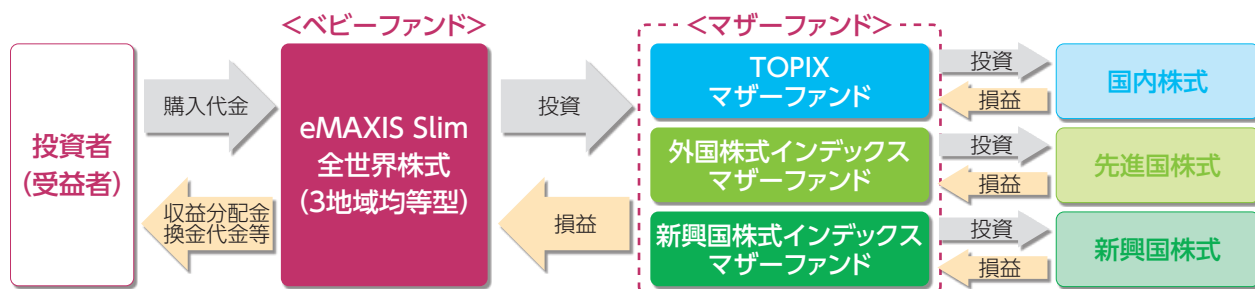 <ベビーファンド>
<マザーファンド>
投資者
(受益者)
購入代金
収益分配金
換金代金等
eMAXIS Slim
全世界株式
(3地域均等型)
投資
損益
TOPIX
マザーファンド
投資
損益
国内株式
外国株式インデックス
マザーファンド
投資
損益
先進国株式
新興国株式インデックス
マザーファンド
投資
損益
新興国株式